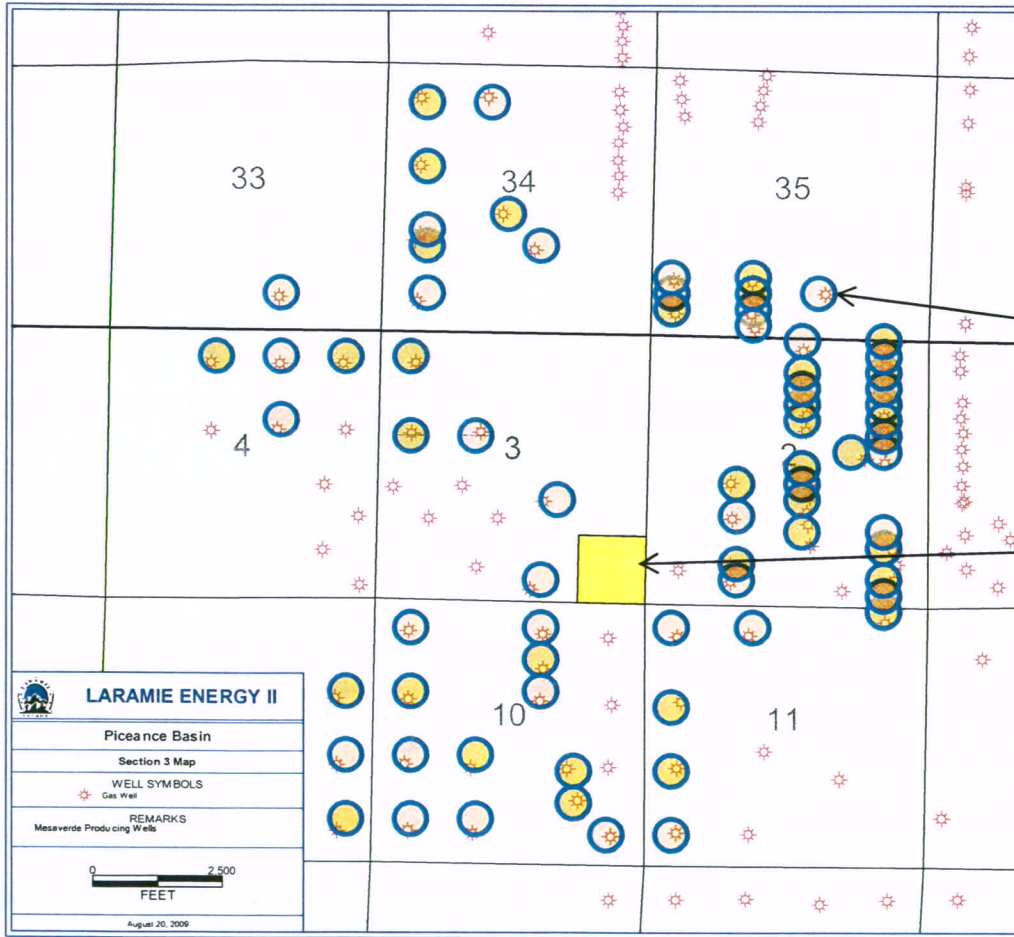 33
34
35
4
3
2
10
11
LARAMIE ENERGY II
Piceance Basin
Section 3 Map
WELL SYMBOLS
Gas Well
REMARKS
Mesaverde Producing Wells
0 2,500
FEET
August 20, 2009